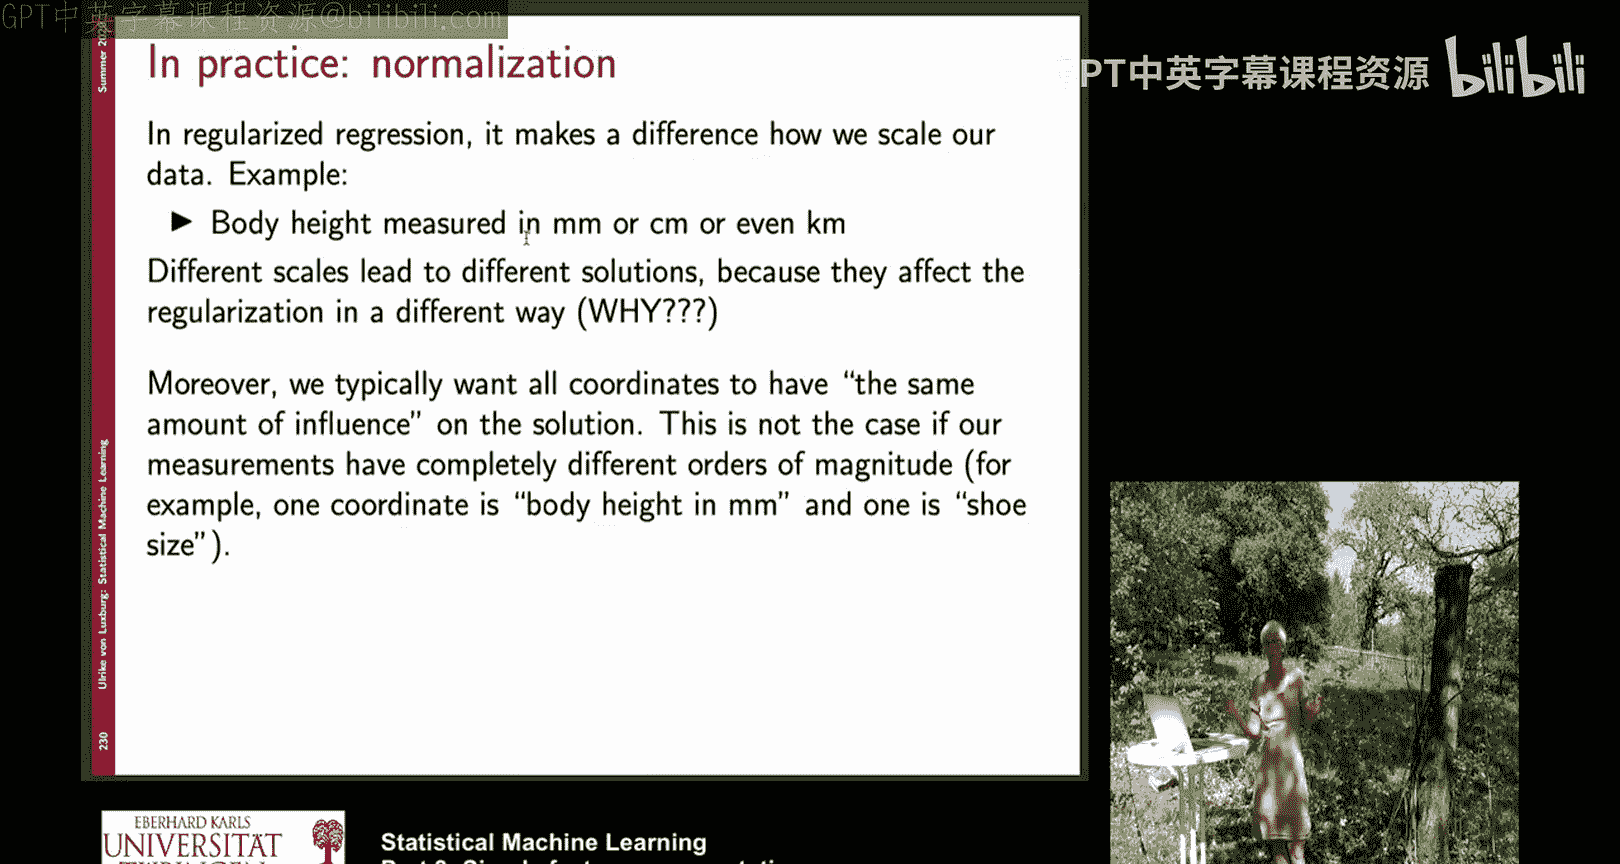 GPT中英字幕课程资源@bilibili.com
PT中英字幕课程资源 bilibili
In practice: normalization
In regularized regression, it makes a difference how we scale our
data. Example:
▶ Body height measured in mm or cm or even km
Different scales lead to different solutions, because they affect the
regularization in a different way (WHY???)
Moreover, we typically want all coordinates to have “the same
amount of influence” on the solution. This is not the case if our
measurements have completely different orders of magnitude (for
example, one coordinate is “body height in mm” and one is “shoe
size”).
Summer
Ulrike von Luxburg: Statistical Machine Learning
230
EBERHARD KARLS
UNIVERSITÄT
Statistical Machine Learning